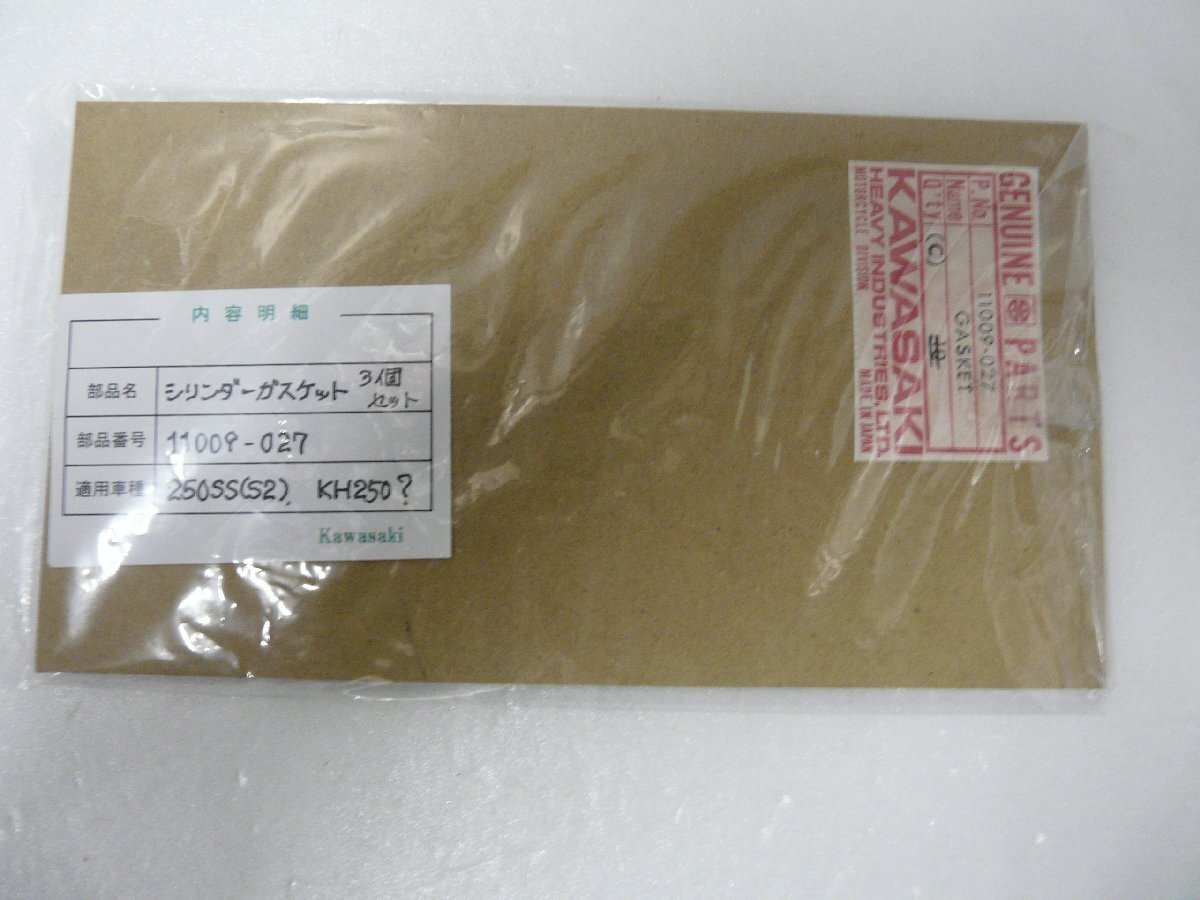 内容明細
部品名 シリンダーガスケット 3個
セット
部品番号 11009-027
適用車種 250SS(S2) KH250?
Kawasaki
GENUINE PARTS
P.No. 11009-027
Name GASKET
Q'ty (C)
KAWASAKI
HEAVY INDUSTRIES, LTD.
MOTORCYCLE DIVISION MADE IN JAPAN